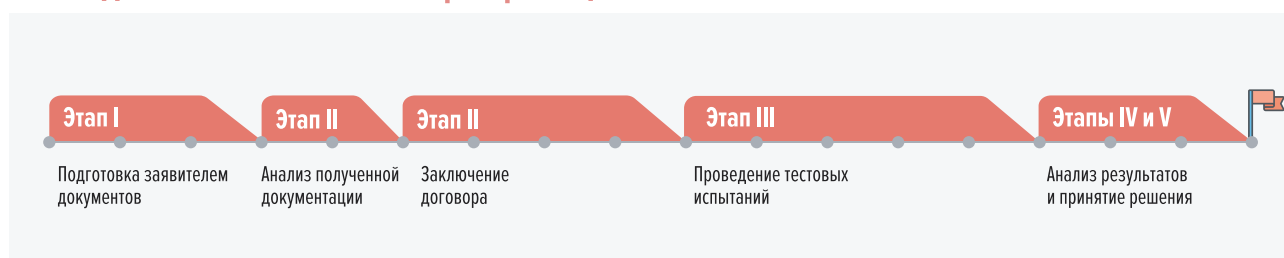 Этап I
Этап II
Этап II
Этап III
Этапы IV и V
Подготовка заявителем
документов
Анализ полученной
документации
Заключение
договора
Проведение тестовых
испытаний
Анализ результатов
и принятие решения